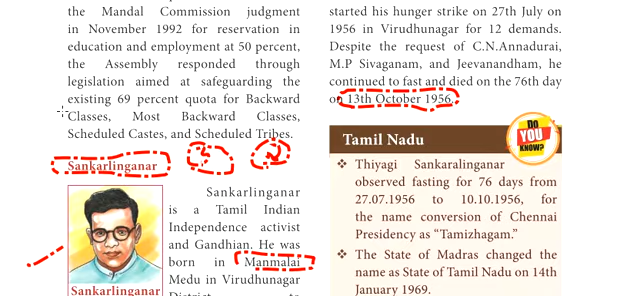 the Mandal Commission judgment
in November 1992 for reservation in
education and employment at 50 percent,
the Assembly responded through
legislation aimed at safeguarding the
existing 69 percent quota for Backward
Classes, Most Backward Classes,
Scheduled Castes, and Scheduled Tribes.
Sankarlinganar
Sankarlinganar
is a Tamil Indian
Independence activist
and Gandhian. He was
born in Manmalai
Medu in Virudhunagar
Sankarlinganar
started his hunger strike on 27th July on
1956 in Virudhunagar for 12 demands.
Despite the request of C.N.Annadurai,
M.P Sivaganam, and Jeevanandham, he
continued to fast and died on the 76th day
on 13th October 1956.
DO
YOU
KNOW?
Tamil Nadu
❖ Thiyagi Sankaralinganar
observed fasting for 76 days from
27.07.1956 to 10.10.1956, for
the name conversion of Chennai
Presidency as “Tamizhagam.”
❖ The State of Madras changed the
name as State of Tamil Nadu on 14th
January 1969.